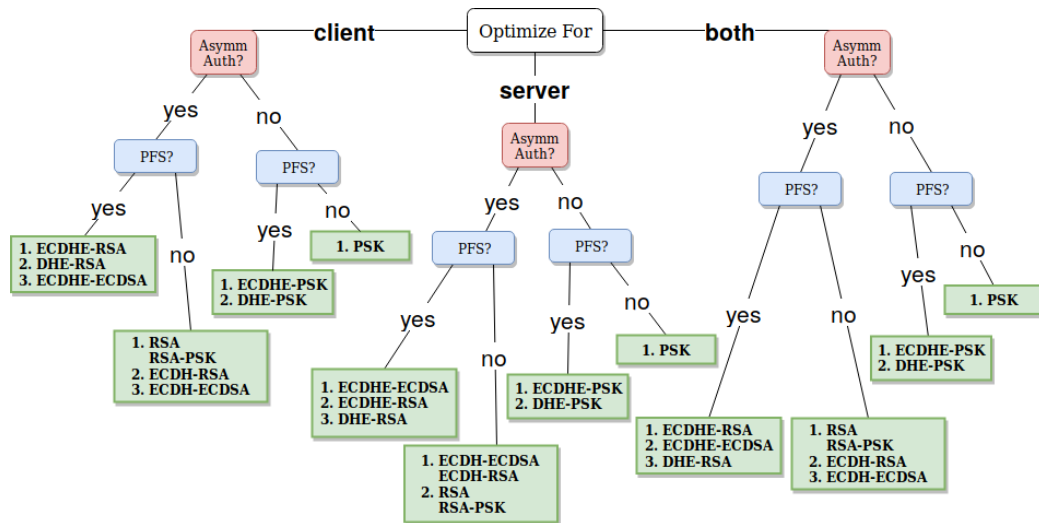 Optimize For
client
both
server
Asymm
Auth?
yes
no
PFS?
yes
no
1. ECDHE-RSA
2. DHE-RSA
3. ECDHE-ECDSA
1. RSA
RSA-PSK
2. ECDH-RSA
3. ECDH-ECDSA
PFS?
yes
no
1. ECDHE-PSK
2. DHE-PSK
1. PSK
Asymm
Auth?
yes
no
PFS?
yes
no
1. ECDHE-ECDSA
2. ECDHE-RSA
3. DHE-RSA
1. ECDH-ECDSA
ECDH-RSA
2. RSA
RSA-PSK
PFS?
yes
no
1. ECDHE-PSK
2. DHE-PSK
1. PSK
Asymm
Auth?
yes
no
PFS?
yes
no
1. ECDHE-RSA
2. ECDHE-ECDSA
3. DHE-RSA
1. RSA
RSA-PSK
2. ECDH-RSA
3. ECDH-ECDSA
PFS?
yes
no
1. ECDHE-PSK
2. DHE-PSK
1. PSK